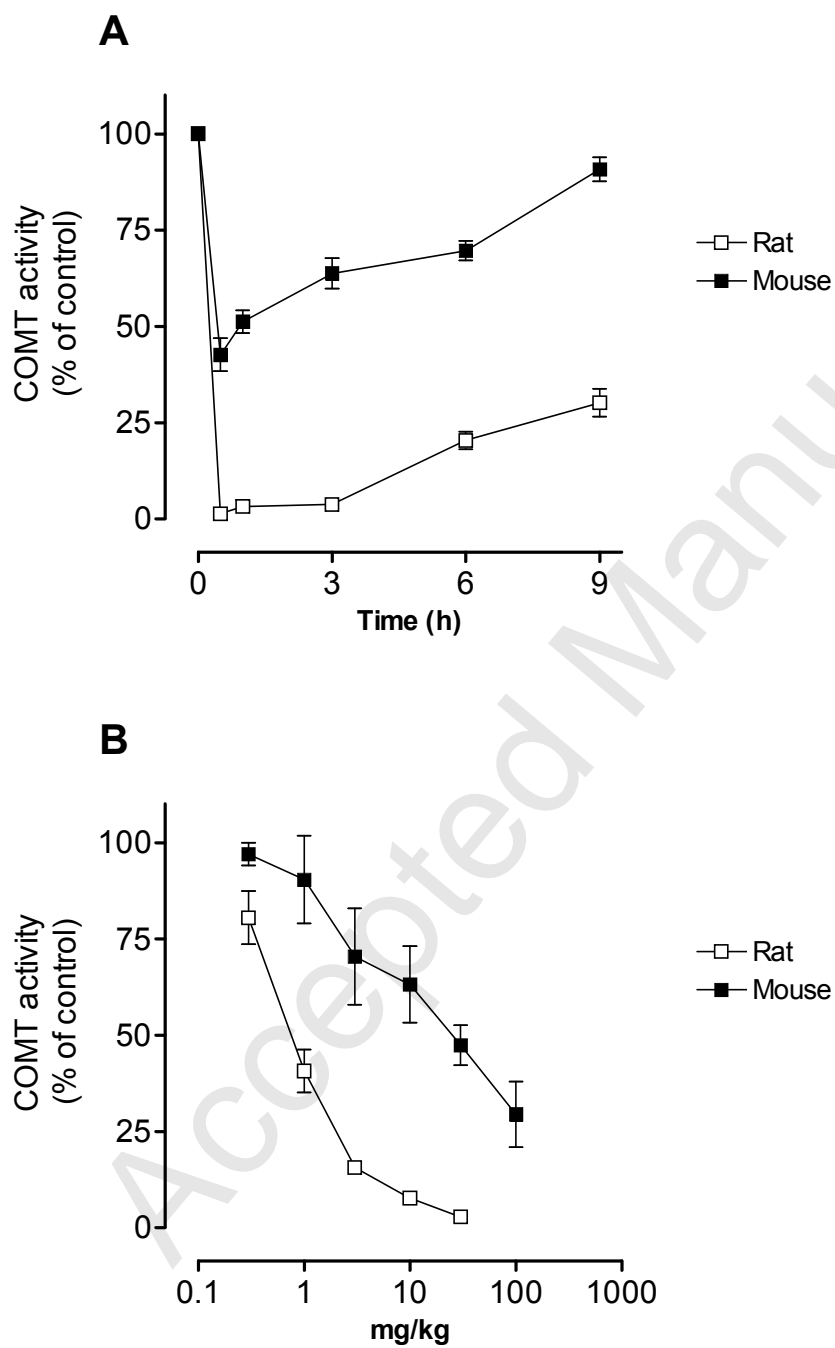 A
100
75
50
25
0
COMT activity
(% of control)
0
3
6
9
Time (h)
Rat
Mouse
B
100
75
50
25
0
COMT activity
(% of control)
0.1
1
10
100
1000
mg/kg
Rat
Mouse
Accepted Manu